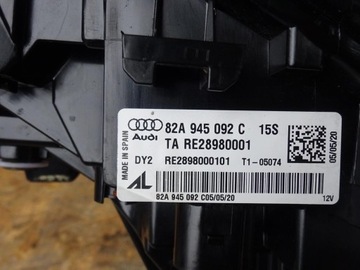 Audi
82A 945 092 C 15S
TA RE28980001
DY2 RE2898000101 T1-05074
82A 945 092 C05/05/20 12V
MADE IN SPAIN
AL
05/05/20